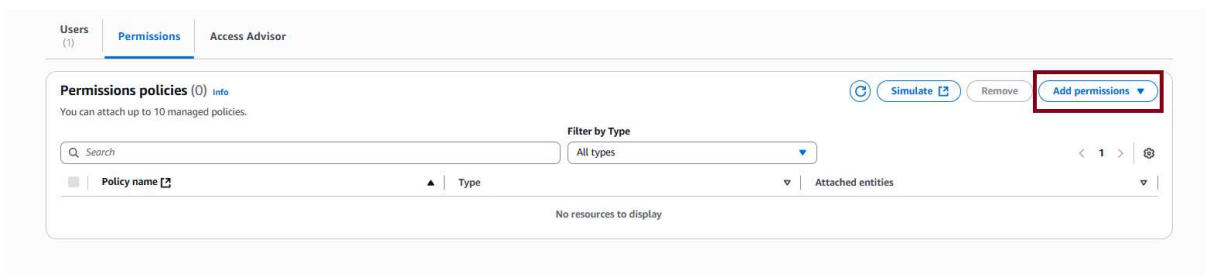 Users
(1)
Permissions
Access Advisor
Permissions policies (0) Info
Simulate
Remove
Add permissions
You can attach up to 10 managed policies.
Filter by Type
Search
All types
1
Policy name
Type
Attached entities
No resources to display